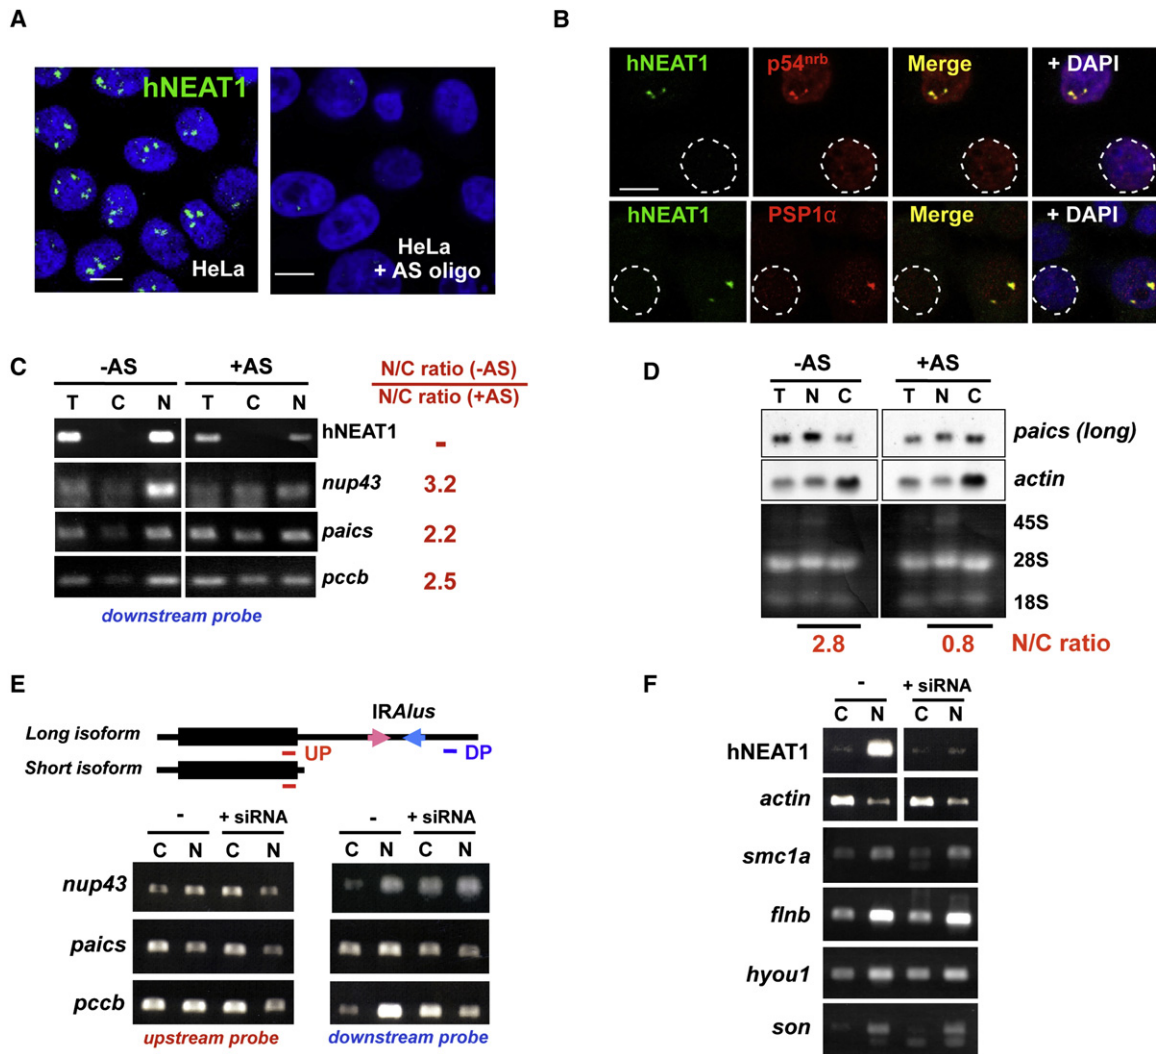 A
hNEAT1
HeLa
HeLa
+ AS oligo
B
hNEAT1 p54nrb Merge + DAPI
hNEAT1 PSP1α Merge + DAPI
C
-AS +AS
T C N T C N
N/C ratio (-AS)
N/C ratio (+AS)
hNEAT1 -
nup43 3.2
paics 2.2
pccb 2.5
downstream probe
D
-AS +AS
T N C T N C
paics (long)
actin
45S
28S
18S
2.8 0.8 N/C ratio
E
IRAlus
Long isoform
UP DP
Short isoform
- + siRNA - + siRNA
C N C N C N C N
nup43
paics
pccb
upstream probe downstream probe
F
- + siRNA
C N C N
hNEAT1
actin
smc1a
flnb
hyou1
son